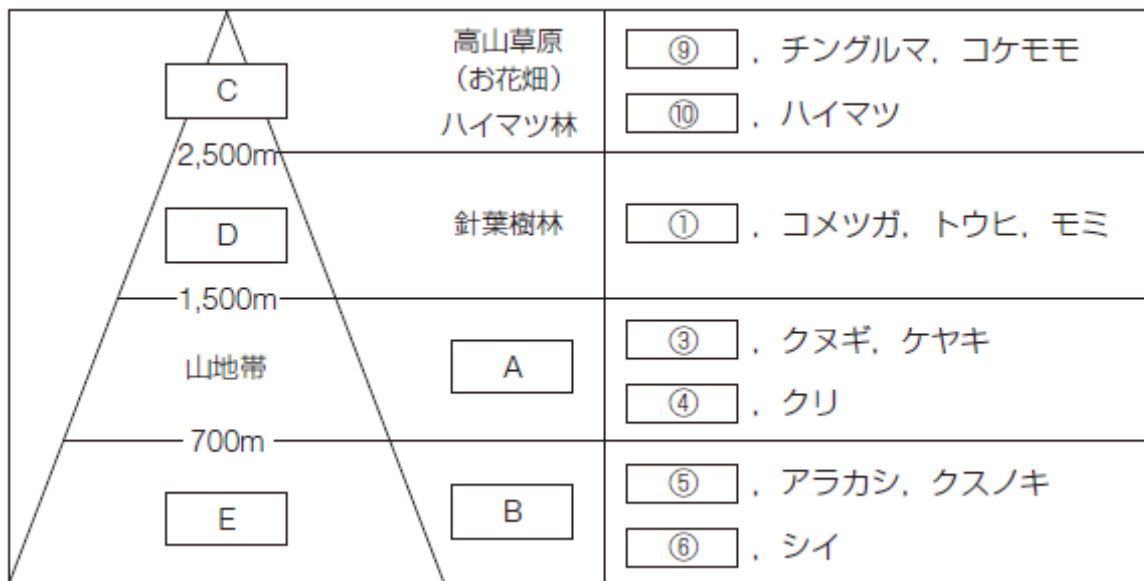 C
2,500m
高山草原
(お花畑)
ハイマツ林
⑨, チングルマ, コケモモ
⑩, ハイマツ
D
1,500m
針葉樹林
①, コメツガ, トウヒ, モミ
山地帯
700m
A
③, クヌギ, ケヤキ
④, クリ
E
B
⑤, アラカシ, クスノキ
⑥, シイ